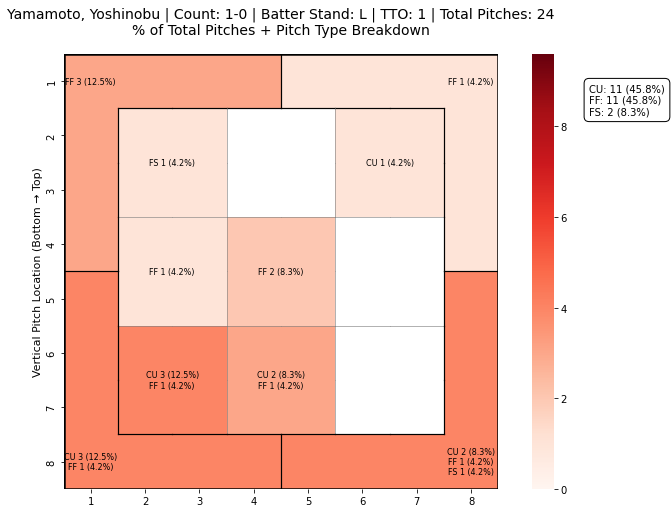 Yamamoto, Yoshinobu | Count: 1-0 | Batter Stand: L | TTO: 1 | Total Pitches: 24
% of Total Pitches + Pitch Type Breakdown
Vertical Pitch Location (Bottom → Top)
1
2
3
4
5
6
7
8
FF 3 (12.5%)
FF 1 (4.2%)
FS 1 (4.2%)
CU 1 (4.2%)
FF 1 (4.2%)
FF 2 (8.3%)
CU 3 (12.5%)
FF 1 (4.2%)
CU 2 (8.3%)
FF 1 (4.2%)
CU 3 (12.5%)
FF 1 (4.2%)
CU 2 (8.3%)
FF 1 (4.2%)
FS 1 (4.2%)
1 2 3 4 5 6 7 8
8
6
4
2
0
CU: 11 (45.8%)
FF: 11 (45.8%)
FS: 2 (8.3%)